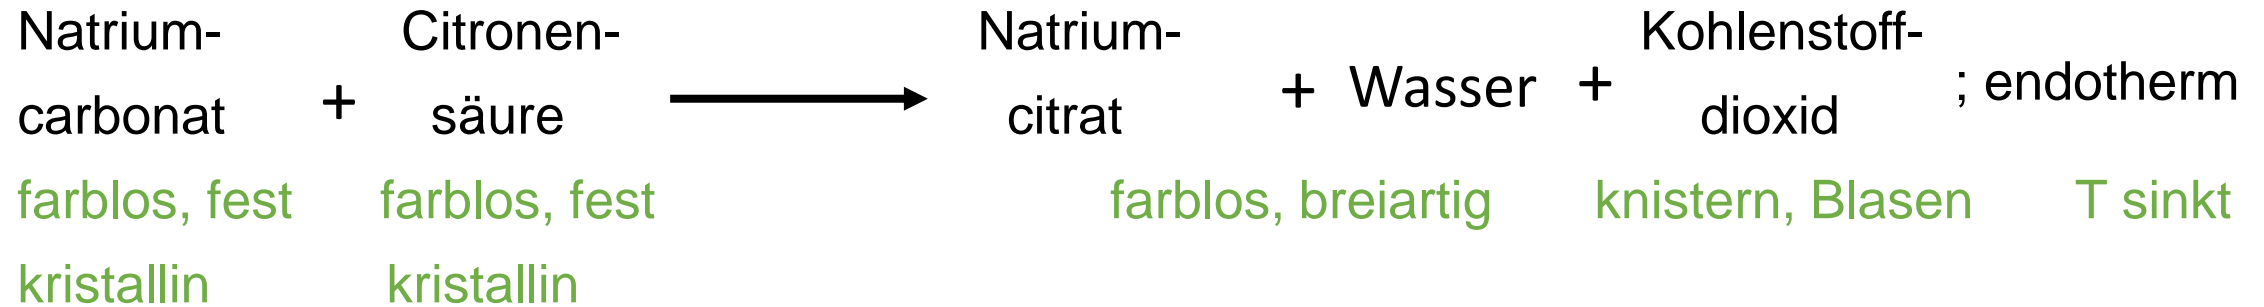 Natrium- Citronen- Natrium- Kohlenstoff-
carbonat + säure citrat + Wasser + dioxid ; endotherm
farblos, fest farblos, fest farblos, breiartig knistern, Blasen T sinkt
kristallin kristallin